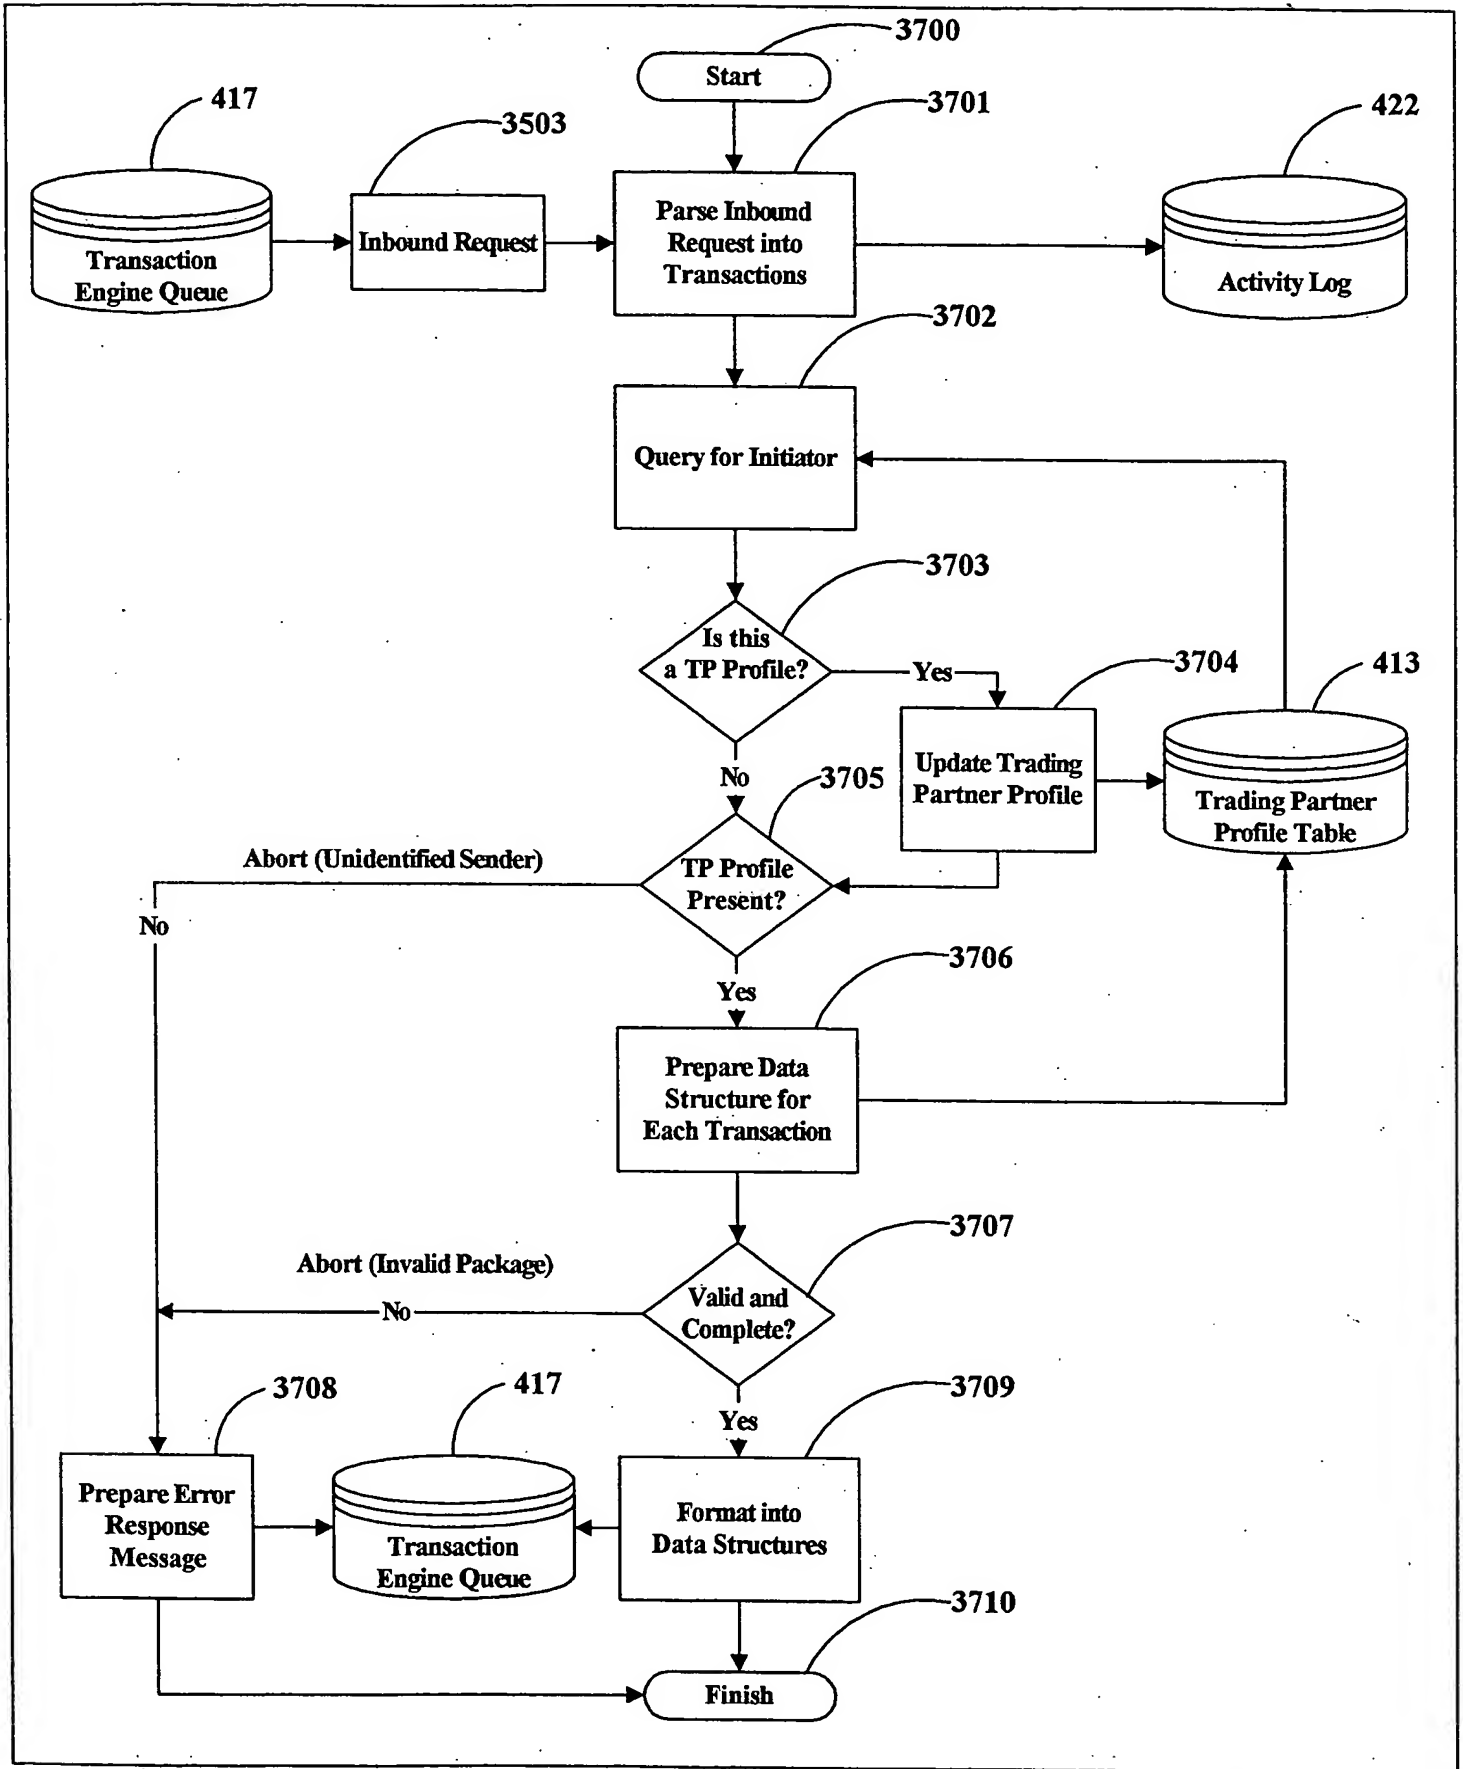 3700
Start
417
3503
3701
422
Transaction
Engine Queue
Inbound Request
Parse Inbound
Request into
Transactions
Activity Log
3702
Query for Initiator
3703
Is this
a TP Profile?
Yes
3704
413
No
3705
Update Trading
Partner Profile
Trading Partner
Profile Table
Abort (Unidentified Sender)
TP Profile
Present?
No
3706
Yes
Prepare Data
Structure for
Each Transaction
3707
Abort (Invalid Package)
No
Valid and
Complete?
3708
417
3709
Yes
Prepare Error
Response
Message
Transaction
Engine Queue
Format into
Data Structures
3710
Finish